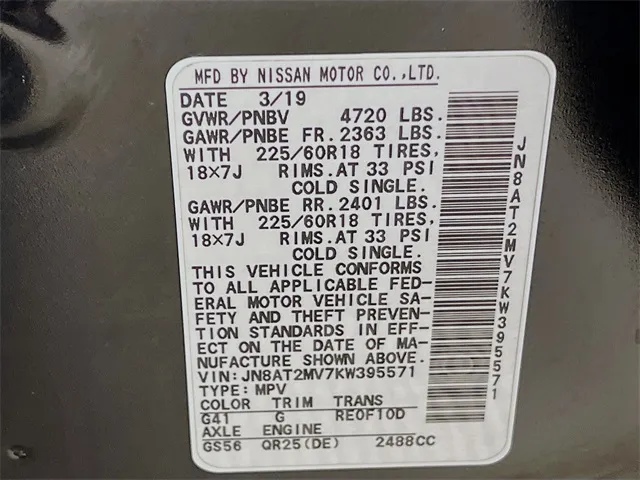 MFD BY NISSAN MOTOR CO.,LTD.
DATE 3/19
GVWR/PNBV 4720 LBS.
GAWR/PNBE FR. 2363 LBS.
WITH 225/60R18 TIRES,
18×7J RIMS.AT 33 PSI
COLD SINGLE.
GAWR/PNBE RR. 2401 LBS.
WITH 225/60R18 TIRES,
18×7J RIMS.AT 33 PSI
COLD SINGLE.
THIS VEHICLE CONFORMS
TO ALL APPLICABLE FED-
ERAL MOTOR VEHICLE SA-
FETY AND THEFT PREVEN-
TION STANDARDS IN EFF-
ECT ON THE DATE OF MA-
NUFACTURE SHOWN ABOVE.
VIN:JN8AT2MV7KW395571
TYPE: MPV
COLOR TRIM TRANS
G41 G RE0F10D
AXLE ENGINE
GS56 QR25(DE) 2488CC
JN8AT2MV7KW395571